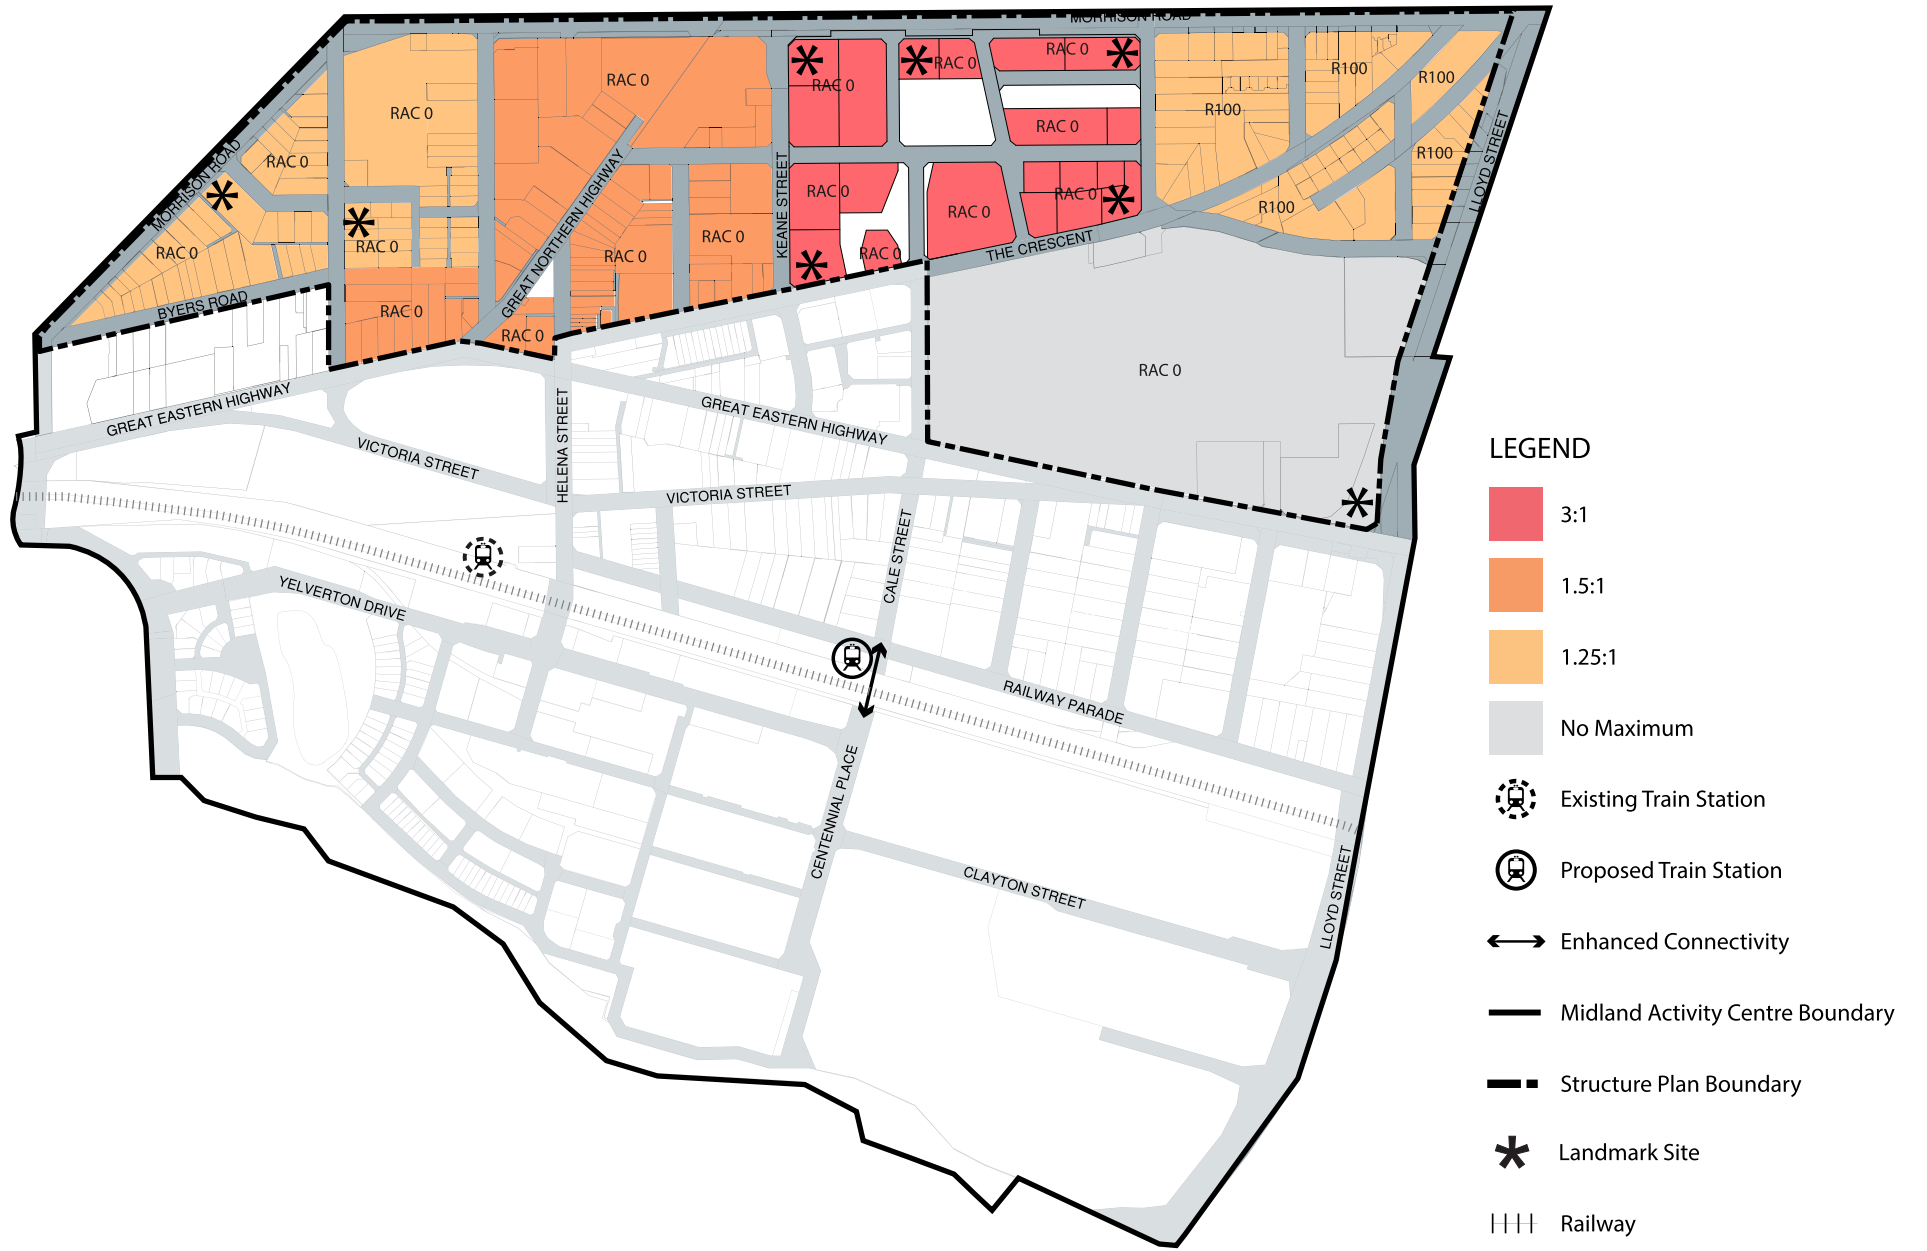 MORRISON ROAD
RAC 0
RAC 0
RAC 0
RAC 0
R100
R100
RAC 0
RAC 0
R100
RAC 0
R100
RAC 0
MORRISON ROAD
KEANE STREET
LLOYD STREET
GREAT NORTHERN HIGHWAY
RAC 0
RAC 0
RAC 0
R100
RAC 0
RAC 0
RAC 0
RAC 0
RAC 0
RAC 0
THE CRESCENT
BYERS ROAD
RAC 0
RAC 0
RAC 0
GREAT EASTERN HIGHWAY
GREAT EASTERN HIGHWAY
HELENA STREET
VICTORIA STREET
VICTORIA STREET
CALE STREET
YELVERTON DRIVE
RAILWAY PARADE
CENTENNIAL PLACE
CLAYTON STREET
LLOYD STREET
LEGEND
3:1
1.5:1
1.25:1
No Maximum
Existing Train Station
Proposed Train Station
Enhanced Connectivity
Midland Activity Centre Boundary
Structure Plan Boundary
Landmark Site
Railway